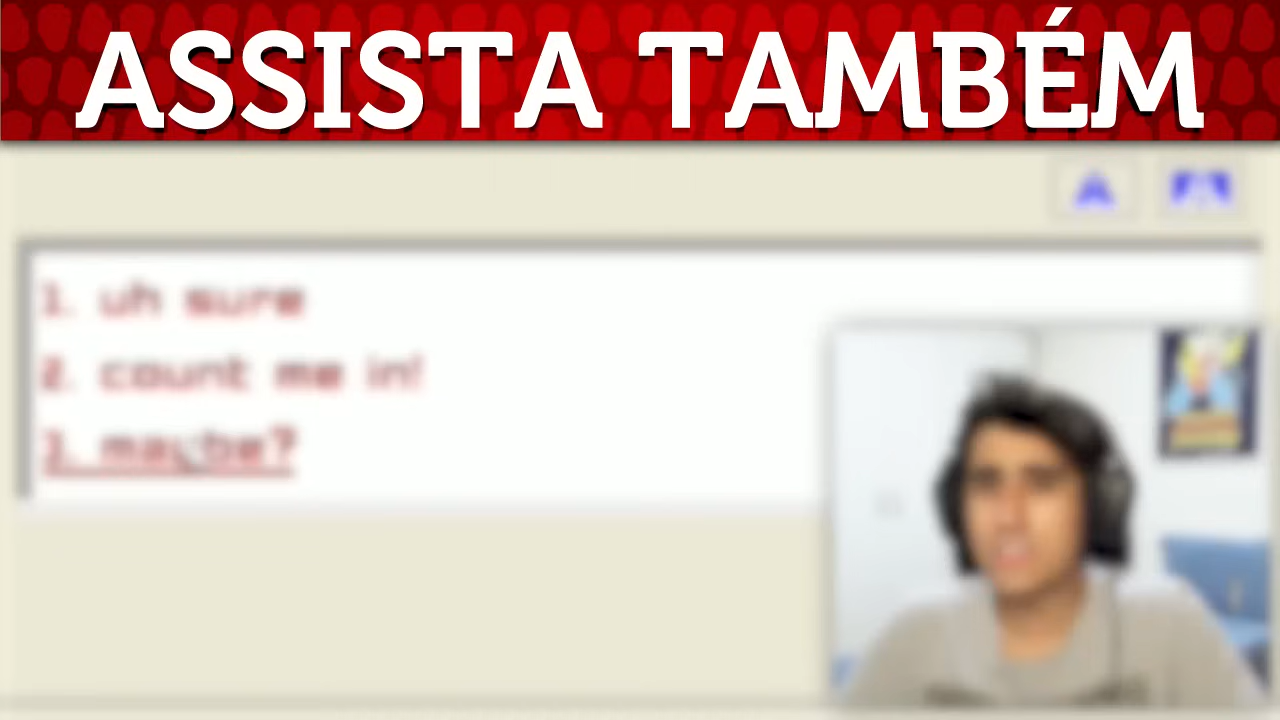 ASSISTA TAMBÉM
A
1. uh sure
2. count me in!
3. maybe?